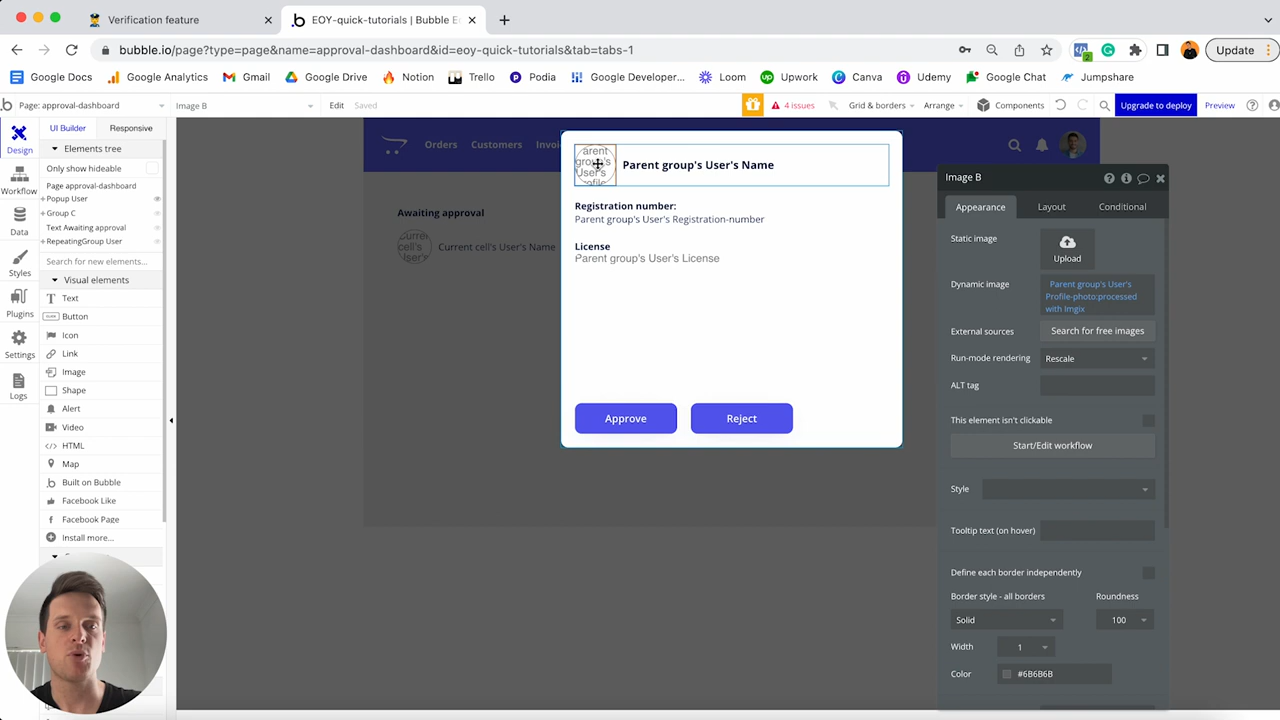 Verification feature
EOY-quick-tutorials | Bubble E
bubble.io/page?type=page&name=approval-dashboard&id=eoy-quick-tutorials&tab=tabs-1
2
Update
Google Docs
Google Analytics
Gmail
Google Drive
Notion
Trello
Podia
Google Developer...
Loom
Upwork
Canva
Udemy
Google Chat
Jumpshare
Page: approval-dashboard
Image B
Edit
Saved
4 issues
Grid & borders
Arrange
Components
Upgrade to deploy
Preview
Design
Workflow
Data
Styles
Plugins
Settings
Logs
UI Builder
Responsive
Elements tree
Only show hideable
Page approval-dashboard
Popup User
Group C
Text Awaiting approval
RepeatingGroup User
Search for new elements...
Visual elements
Text
Button
Icon
Link
Image
Shape
Alert
Video
HTML
Map
Built on Bubble
Facebook Like
Facebook Page
Install more...
Orders
Customers
Invoi
Awaiting approval
Current cell's User's Name
Parent group's User's Name
Registration number:
Parent group's User's Registration-number
License
Parent group's User's License
Approve
Reject
Image B
Appearance
Layout
Conditional
Static image
Upload
Dynamic image
Parent group's User's
Profile-photo:processed
with Imgix
External sources
Search for free images
Run-mode rendering
Rescale
ALT tag
This element isn't clickable
Start/Edit workflow
Style
Tooltip text (on hover)
Define each border independently
Border style - all borders
Roundness
Solid
100
Width
1
Color
#6B6B6B